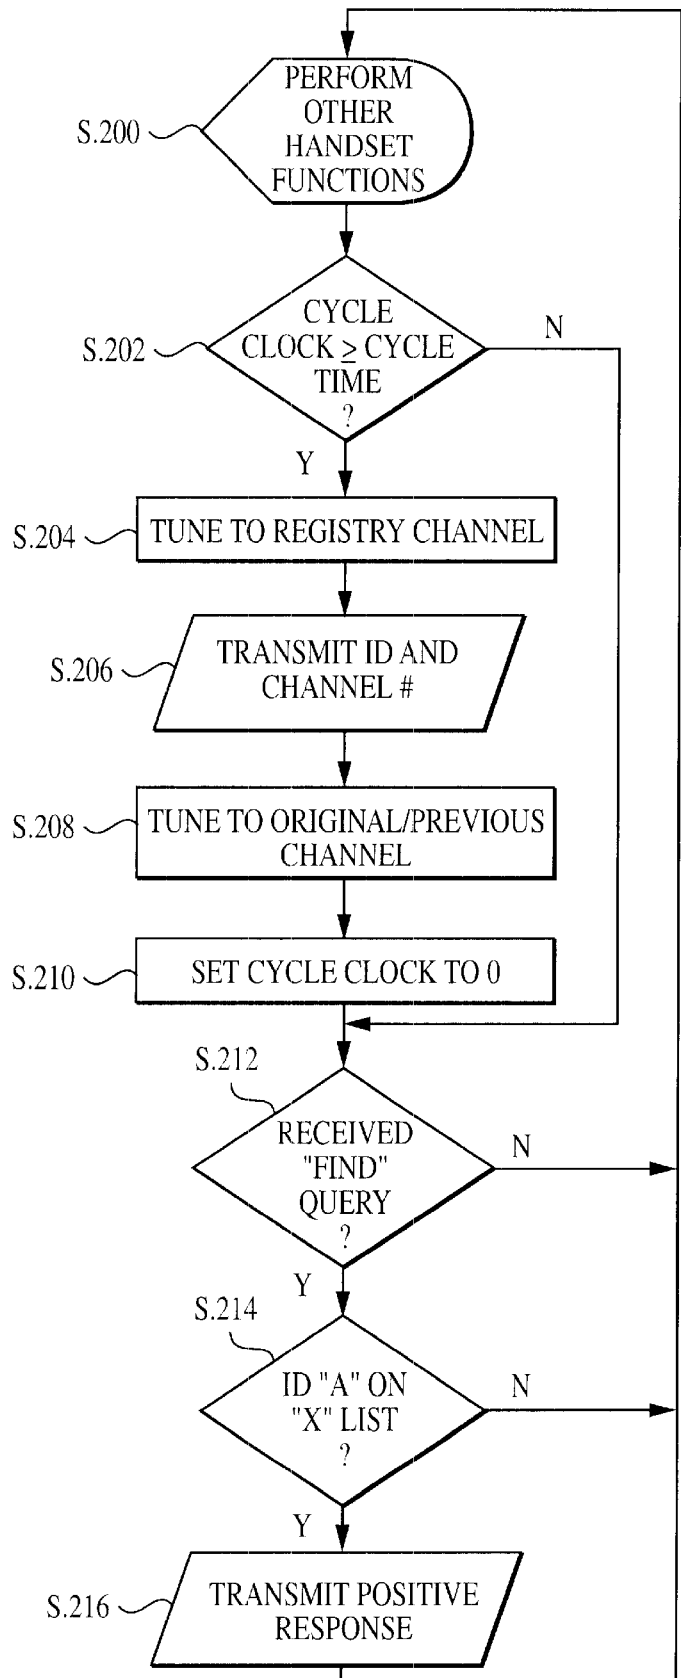 PERFORM
OTHER
HANDSET
FUNCTIONS
S.200
CYCLE
CLOCK ≥ CYCLE
TIME
?
S.202
N
Y
S.204
TUNE TO REGISTRY CHANNEL
TRANSMIT ID AND
CHANNEL #
S.206
TUNE TO ORIGINAL/PREVIOUS
CHANNEL
S.208
S.210
SET CYCLE CLOCK TO 0
S.212
RECEIVED
"FIND"
QUERY
?
N
Y
S.214
ID "A" ON
"X" LIST
?
N
Y
TRANSMIT POSITIVE
RESPONSE
S.216